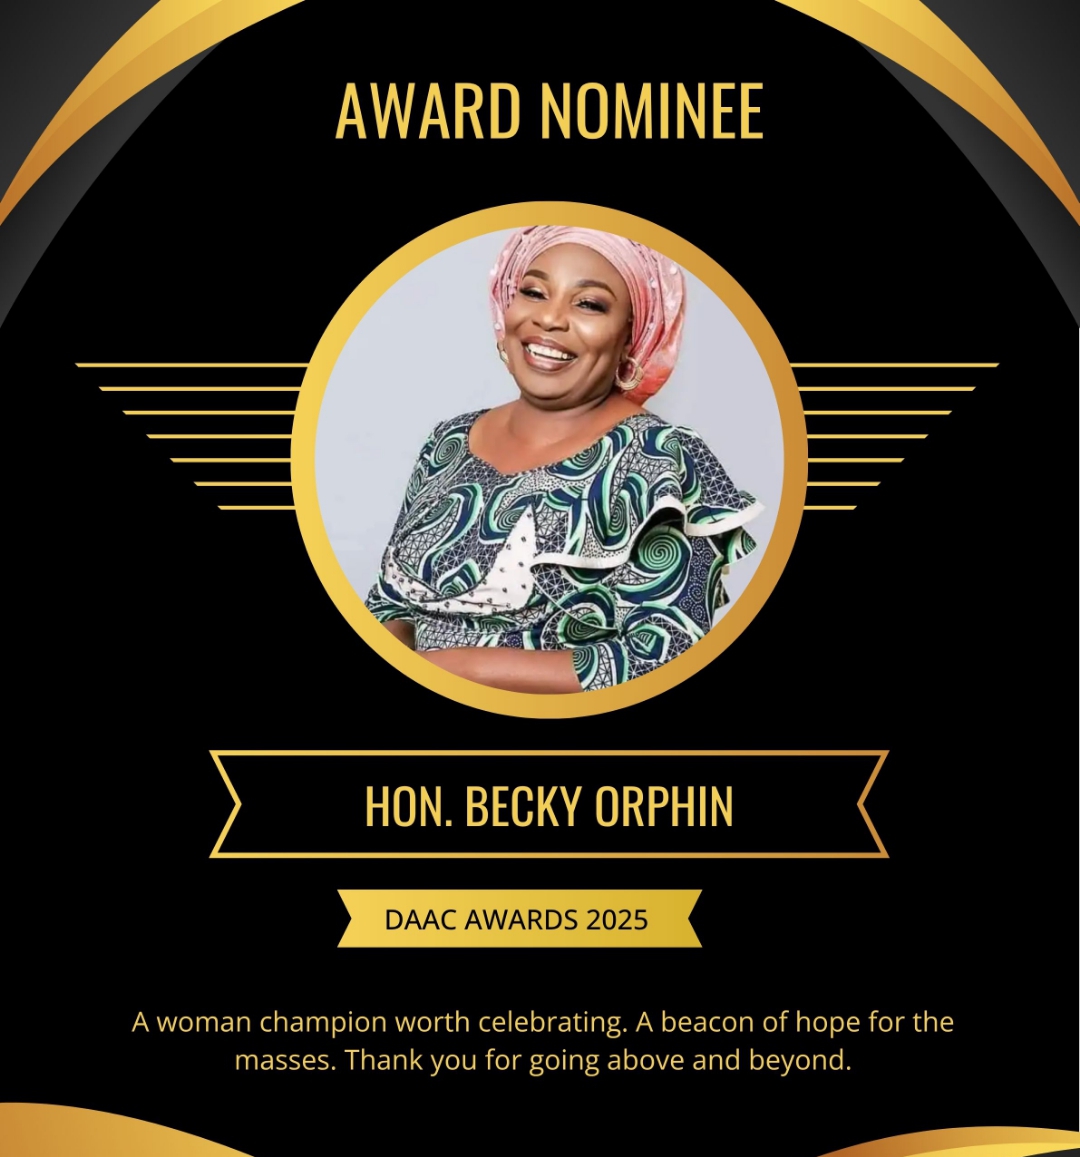 AWARD NOMINEE
HON. BECKY ORPHIN
DAAC AWARDS 2025
A woman champion worth celebrating. A beacon of hope for the
masses. Thank you for going above and beyond.